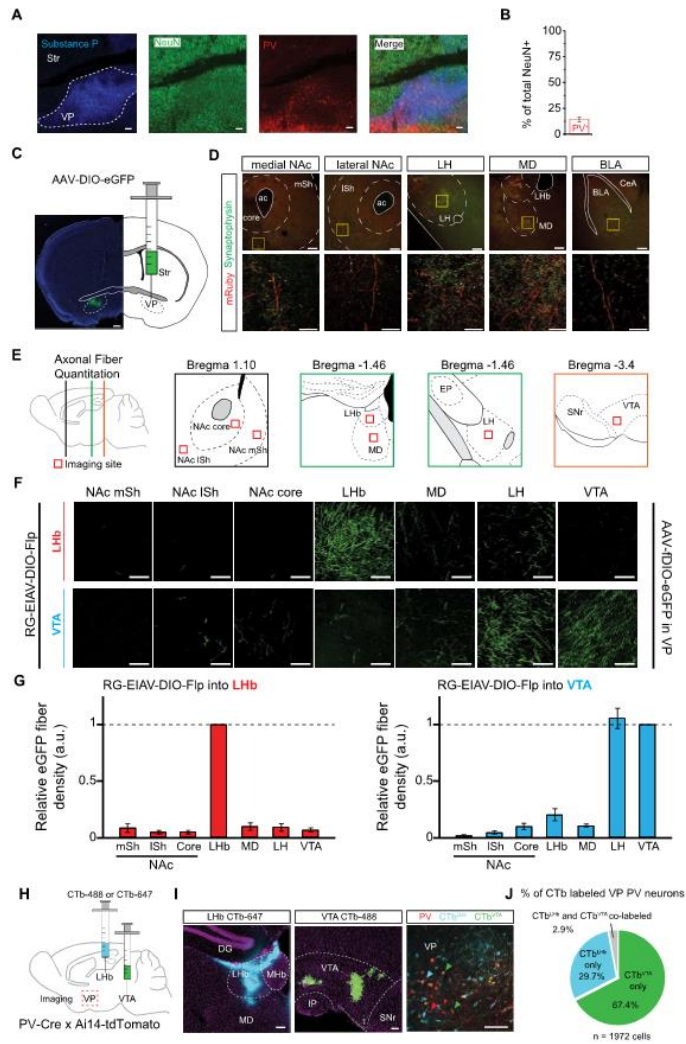 A
Substance P
Str
VP
NeuN
PV
Merge
B
% of total NeuN+
100
75
50
25
0
PV
C
AAV-DIO-eGFP
Str
VP
D
mRuby Synaptophysin
medial NAc
lateral NAc
LH
MD
BLA
mSh
core
ac
lSh
ac
LH
LHb
MD
BLA
CeA
E
Axonal Fiber
Quantitation
Imaging site
Bregma 1.10
NAc core
NAc lSh
NAc mSh
Bregma -1.46
LHb
MD
Bregma -1.46
EP
LH
Bregma -3.4
SNr
VTA
F
NAc mSh
NAc lSh
NAc core
LHb
MD
LH
VTA
RG-EIAV-DIO-Flp
LHb
VTA
AAV-fDIO-eGFP in VP
G
RG-EIAV-DIO-Flp into LHb
Relative eGFP fiber
density (a.u.)
1
0.5
0
mSh lSh Core LHb MD LH VTA
NAc
RG-EIAV-DIO-Flp into VTA
Relative eGFP fiber
density (a.u.)
1
0.5
0
mSh lSh Core LHb MD LH VTA
NAc
H
CTb-488 or CTb-647
LHb
Imaging
VP
VTA
PV-Cre x Ai14-tdTomato
I
LHb CTb-647
DG
LHb
MHb
MD
VTA CTb-488
VTA
IP
SNr
PV CTbLHb CTbVTA
VP
J
% of CTb labeled VP PV neurons
CTbLHb and CTbVTA co-labeled
2.9%
CTbLHb
only
29.7%
CTbVTA
only
67.4%
n = 1972 cells